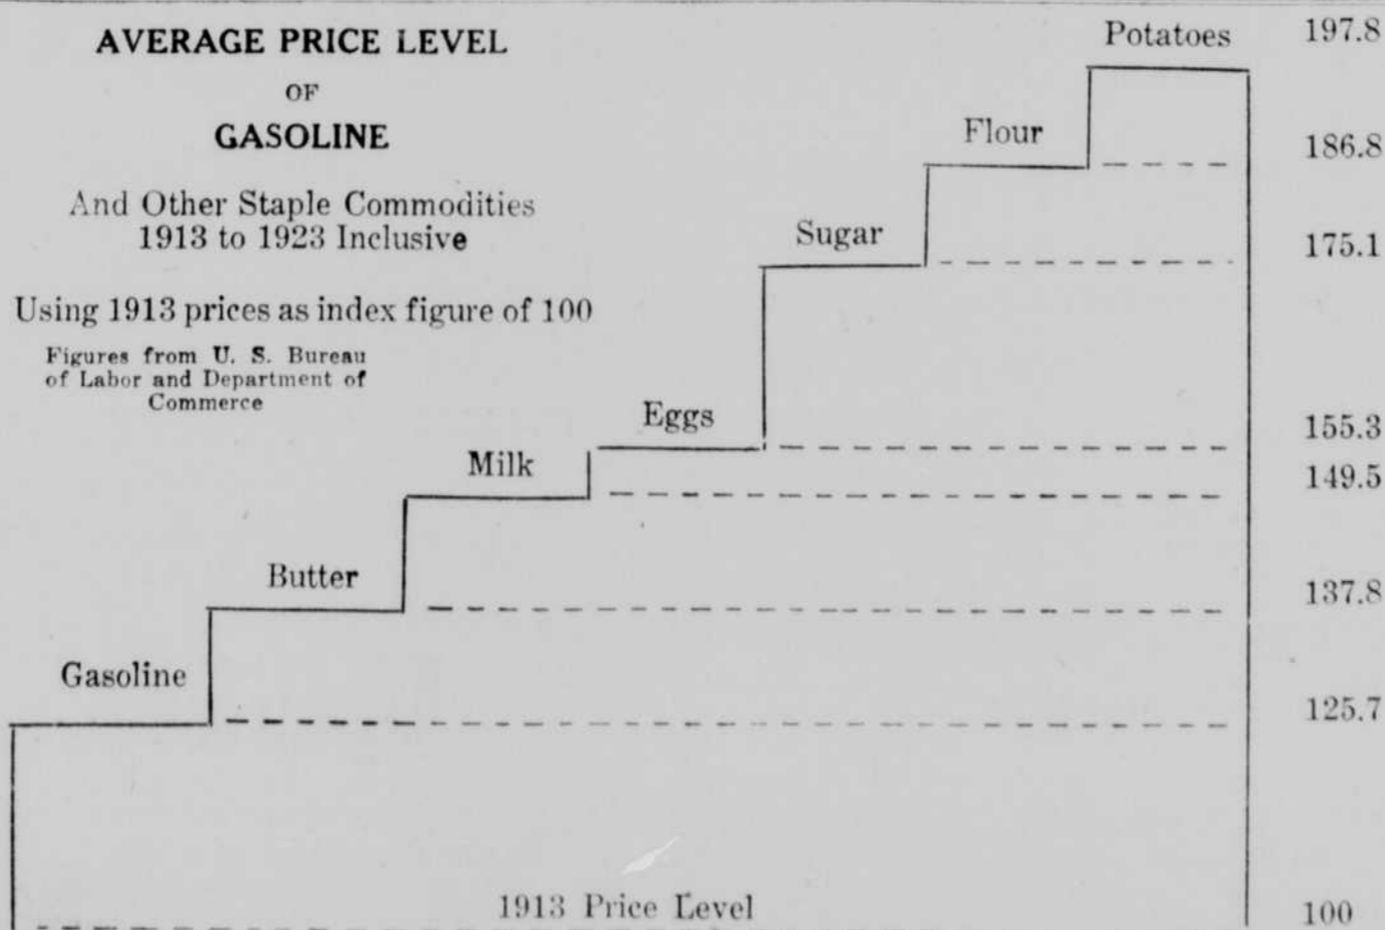 AVERAGE PRICE LEVEL
OF
GASOLINE
And Other Staple Commodities
1913 to 1923 Inclusive
Using 1913 prices as index figure of 100
Figures from U. S. Bureau
of Labor and Department of
Commerce
Potatoes 197.8
Flour 186.8
Sugar 175.1
Eggs 155.3
Milk 149.5
Butter 137.8
Gasoline 125.7
1913 Price Level 100